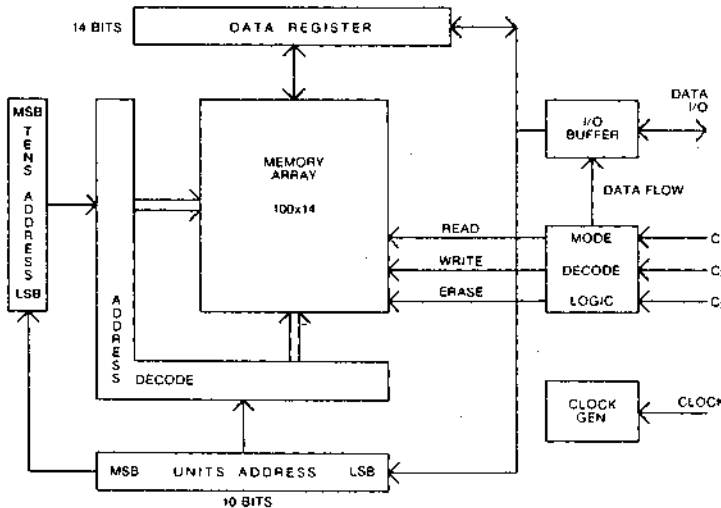 14 BITS
DATA REGISTER
MSB
TENS ADDRESS
LSB
ADDRESS
DECODE
MEMORY
ARRAY
100x14
I/O
BUFFER
DATA
I/O
DATA FLOW
READ
WRITE
ERASE
MODE
DECODE
LOGIC
C
C
C
CLOCK
GEN
CLOCK
MSB
UNITS ADDRESS
LSB
10 BITS